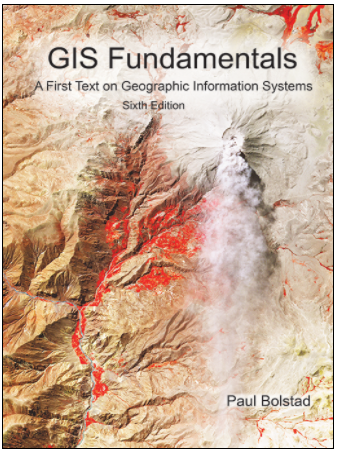 GIS Fundamentals
A First Text on Geographic Information Systems
Sixth Edition
Paul Bolstad